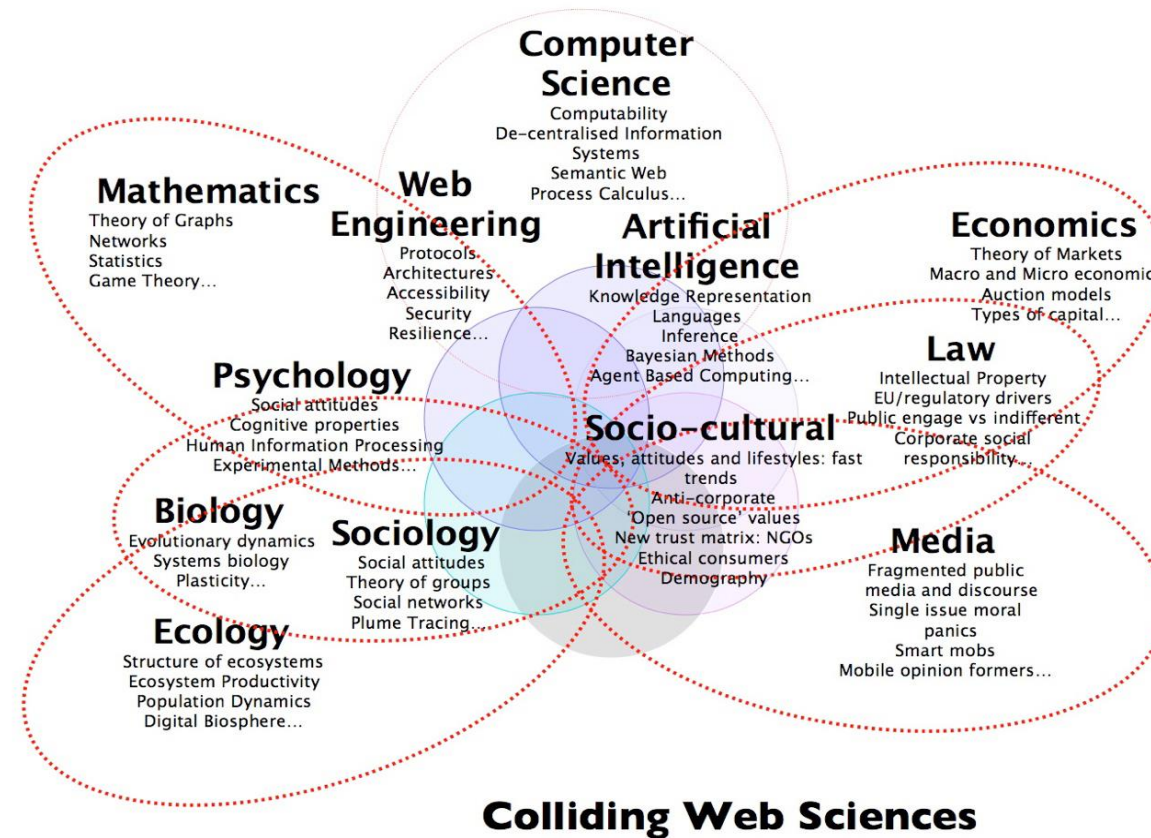 Computer
Science
Computability
De-centralised Information
Systems
Semantic Web
Process Calculus...
Mathematics
Theory of Graphs
Networks
Statistics
Game Theory...
Web
Engineering
Protocols
Architectures
Accessibility
Security
Resilience...
Artificial
Intelligence
Knowledge Representation
Languages
Inference
Bayesian Methods
Agent Based Computing...
Economics
Theory of Markets
Macro and Micro economic
Auction models
Types of capital...
Law
Intellectual Property
EU/regulatory drivers
Public engage vs indifferent
Corporate social
responsibility...
Psychology
Social attitudes
Cognitive properties
Human Information Processing
Experimental Methods...
Socio-cultural
Values, attitudes and lifestyles: fast
trends
Anti-corporate
'Open source' values
New trust matrix: NGOs
Ethical consumers
Demography
Biology
Evolutionary dynamics
Systems biology
Plasticity...
Sociology
Social attitudes
Theory of groups
Social networks
Plume Tracing...
Media
Fragmented public
media and discourse
Single issue moral
panics
Smart mobs
Mobile opinion formers...
Ecology
Structure of ecosystems
Ecosystem Productivity
Population Dynamics
Digital Biosphere...
Colliding Web Sciences